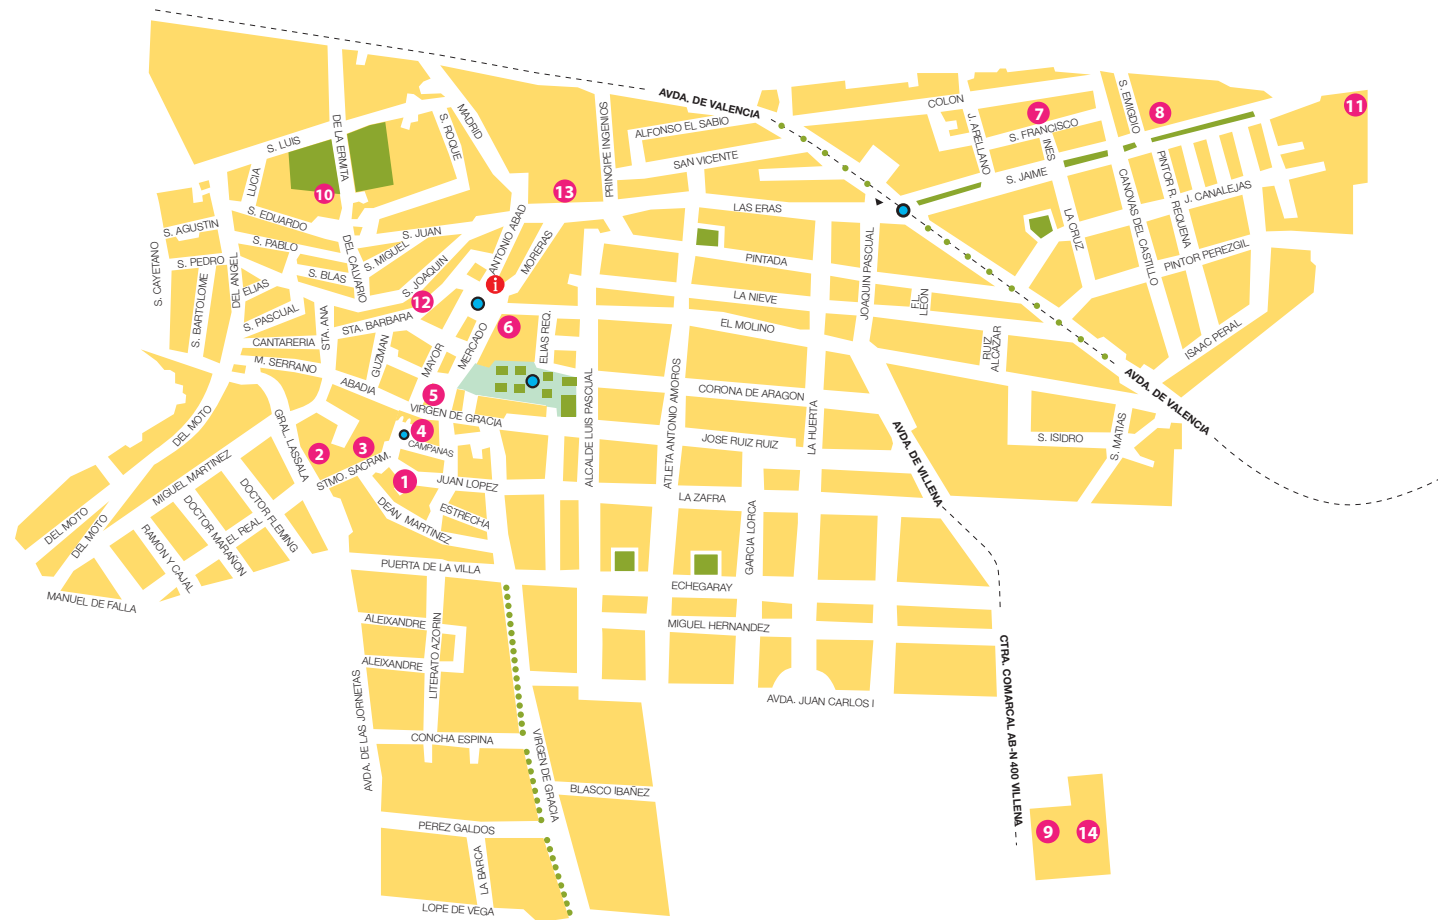 AVDA. DE VALENCIA
COLON
S. EMIGDIO
7
8
11
MADRID
PRINCIPE INGENIOS
ALFONSO EL SABIO
S. FRANCISCO
DE LA ERMITA
S. ROQUE
S. LUIS
J. ARELLANO
INES
SAN VICENTE
S. JAIME
PINTOR R. REQUENA
LUCIA
10
13
J. CANALEJAS
CANOVAS DEL CASTILLO
S. EDUARDO
ANTONIO ABAD
LAS ERAS
LA CRUZ
S. AGUSTIN
S. JUAN
MORERAS
S. PABLO
DEL CALVARIO
S. MIGUEL
PINTADA
JOAQUIN PASCUAL
PINTOR PEREZGIL
S. CAYETANO
S. PEDRO
DEL ANGEL
S. BLAS
S. JOAQUIN
i
ELIAS
12
LA NIEVE
EL
LEON
S. BARTOLOME
S. PASCUAL
STA. ANA
STA. BARBARA
6
ELIAS REQ.
EL MOLINO
CANTARERIA
GUZMAN
MAYOR
MERCADO
RUIZ
ALCAZAR
ISAAC PERAL
M. SERRANO
ABADIA
5
ALCALDE LUIS PASCUAL
ATLETA ANTONIO AMOROS
CORONA DE ARAGON
AVDA. DE VALENCIA
VIRGEN DE GRACIA
LA HUERTA
DEL MOTO
GRAL. LASSALA
4
CAMPANAS
JOSE RUIZ RUIZ
AVDA. DE VILLENA
S. ISIDRO
S. MATIAS
2
3
STMO. SACRAM.
MIGUEL MARTINEZ
1
JUAN LOPEZ
LA ZAFRA
DOCTOR FLEMING
DOCTOR MARAÑON
ESTRECHA
DEAN MARTINEZ
GARCIA LORCA
DEL MOTO
DEL MOTO
EL REAL
RAMON Y CAJAL
PUERTA DE LA VILLA
ECHEGARAY
MANUEL DE FALLA
ALEIXANDRE
LITERATO AZORIN
MIGUEL HERNANDEZ
ALEIXANDRE
CTRA. COMARCAL AB-N 400 VILLENA
AVDA. DE LAS JORNETAS
AVDA. JUAN CARLOS I
CONCHA ESPINA
VIRGEN DE GRACIA
BLASCO IBAÑEZ
PEREZ GALDOS
9
14
LA BARCA
LOPE DE VEGA